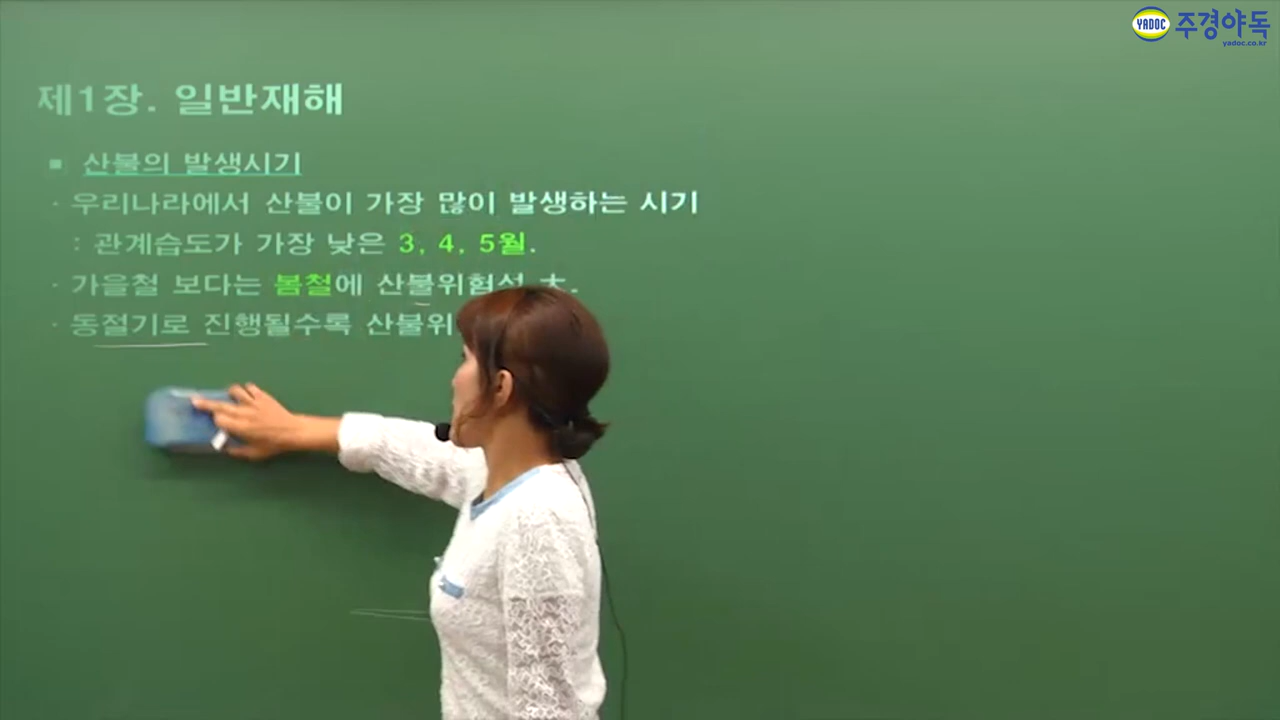 YADOC 주경야독
yadoc.co.kr
제1장. 일반재해
▪ 산불의 발생시기
· 우리나라에서 산불이 가장 많이 발생하는 시기
: 관계습도가 가장 낮은 3, 4, 5월.
· 가을철 보다는 봄철에 산불위험성 大.
· 동절기로 진행될수록 산불위